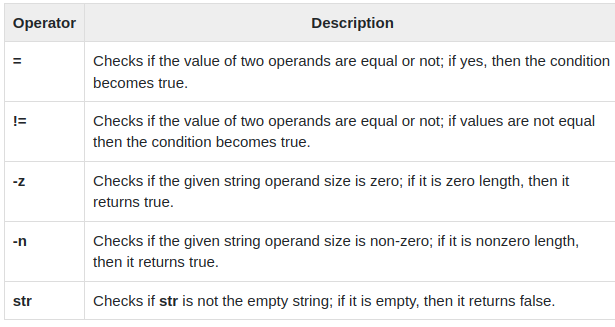 Operator Description
= Checks if the value of two operands are equal or not; if yes, then the condition
becomes true.
!= Checks if the value of two operands are equal or not; if values are not equal
then the condition becomes true.
-z Checks if the given string operand size is zero; if it is zero length, then it
returns true.
-n Checks if the given string operand size is non-zero; if it is nonzero length,
then it returns true.
str Checks if str is not the empty string; if it is empty, then it returns false.